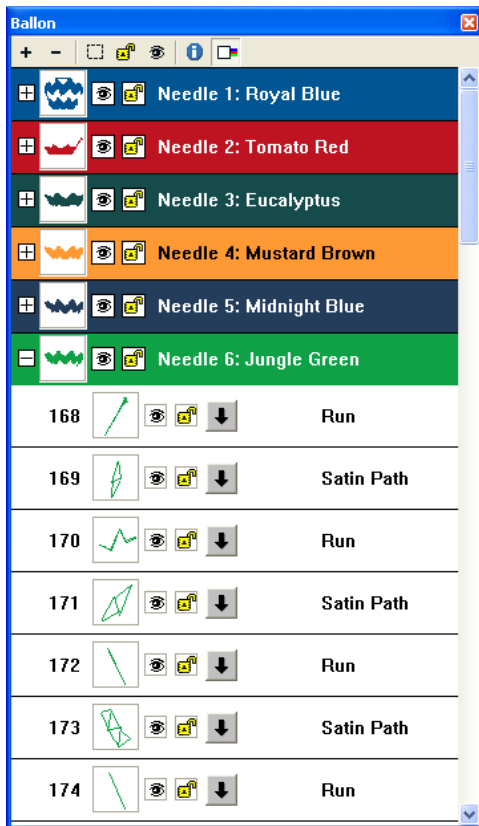 Ballon
Needle 1: Royal Blue
Needle 2: Tomato Red
Needle 3: Eucalyptus
Needle 4: Mustard Brown
Needle 5: Midnight Blue
Needle 6: Jungle Green
168 Run
169 Satin Path
170 Run
171 Satin Path
172 Run
173 Satin Path
174 Run